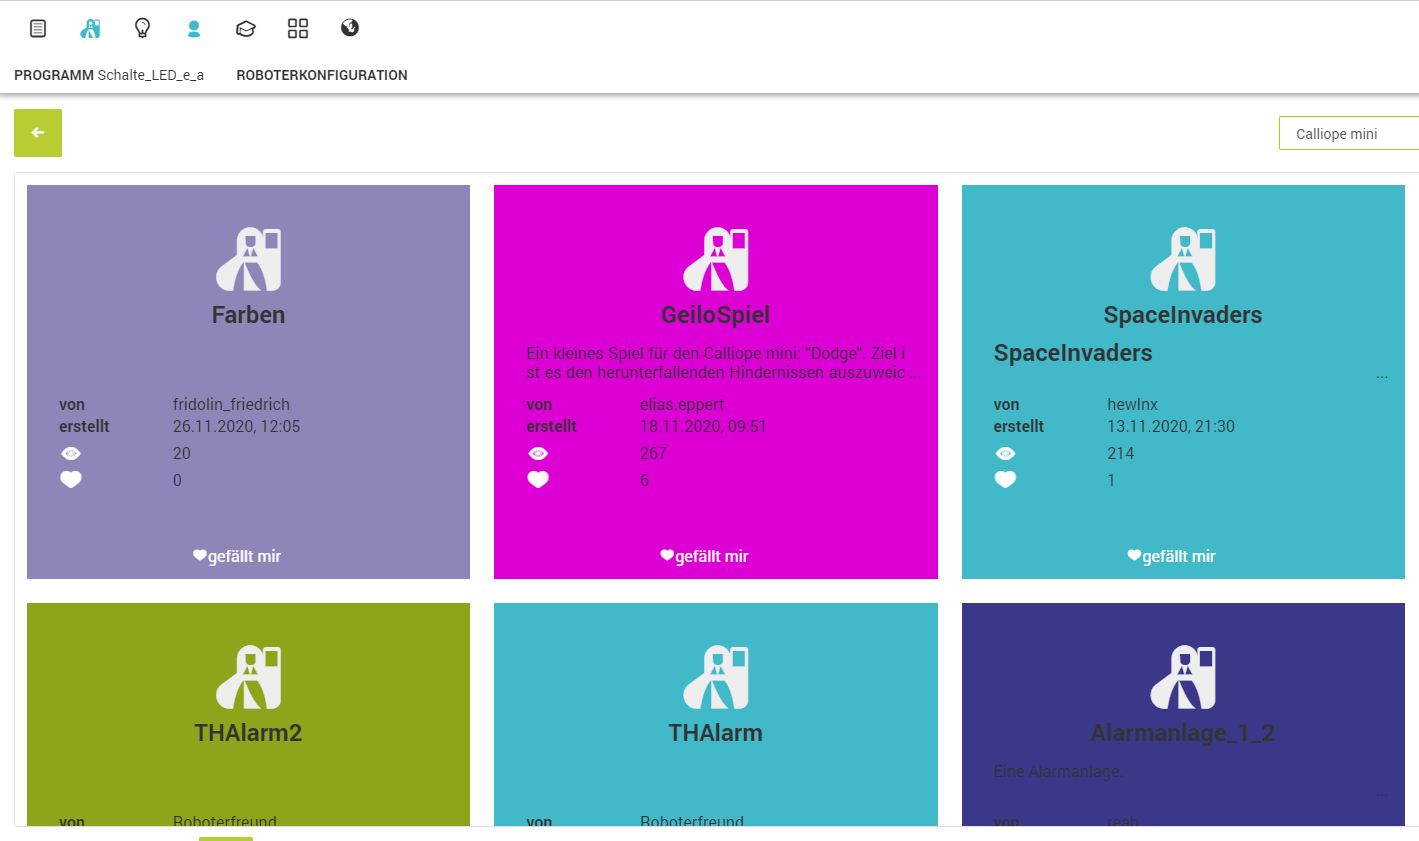 PROGRAMM Schalte_LED_e_a ROBOTERKONFIGURATION
Calliope mini
Farben
von fridolin_friedrich
erstellt 26.11.2020, 12:05
20
0
gefällt mir
GeiloSpiel
Ein kleines Spiel für den Calliope mini: "Dodge". Ziel i
st es den herunterfallenden Hindernissen auszuweic ...
von elias.eppert
erstellt 18.11.2020, 09:51
267
6
gefällt mir
SpaceInvaders
SpaceInvaders
...
von hewlnx
erstellt 13.11.2020, 21:30
214
1
gefällt mir
THAlarm2
von Roboterfreund
THAlarm
von Roboterfreund
Alarmanlage_1_2
Eine Alarmanlage.
...
von reab